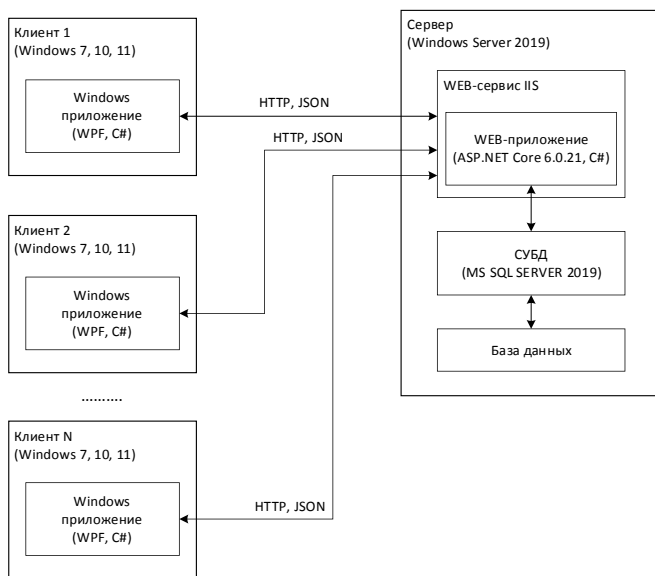 Клиент 1
(Windows 7, 10, 11)
Windows
приложение
(WPF, C#)
HTTP, JSON
HTTP, JSON
Сервер
(Windows Server 2019)
WEB-сервис IIS
WEB-приложение
(ASP.NET Core 6.0.21, C#)
СУБД
(MS SQL SERVER 2019)
База данных
Клиент 2
(Windows 7, 10, 11)
Windows
приложение
(WPF, C#)
..........
Клиент N
(Windows 7, 10, 11)
Windows
приложение
(WPF, C#)
HTTP, JSON